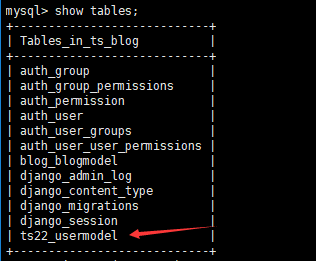 mysql> show tables;
+----------------------------+
| Tables_in_ts_blog          |
+----------------------------+
| auth_group                 |
| auth_group_permissions     |
| auth_permission            |
| auth_user                  |
| auth_user_groups           |
| auth_user_user_permissions |
| blog_blogmodel             |
| django_admin_log           |
| django_content_type        |
| django_migrations          |
| django_session             |
| ts22_usermodel             |
+----------------------------+